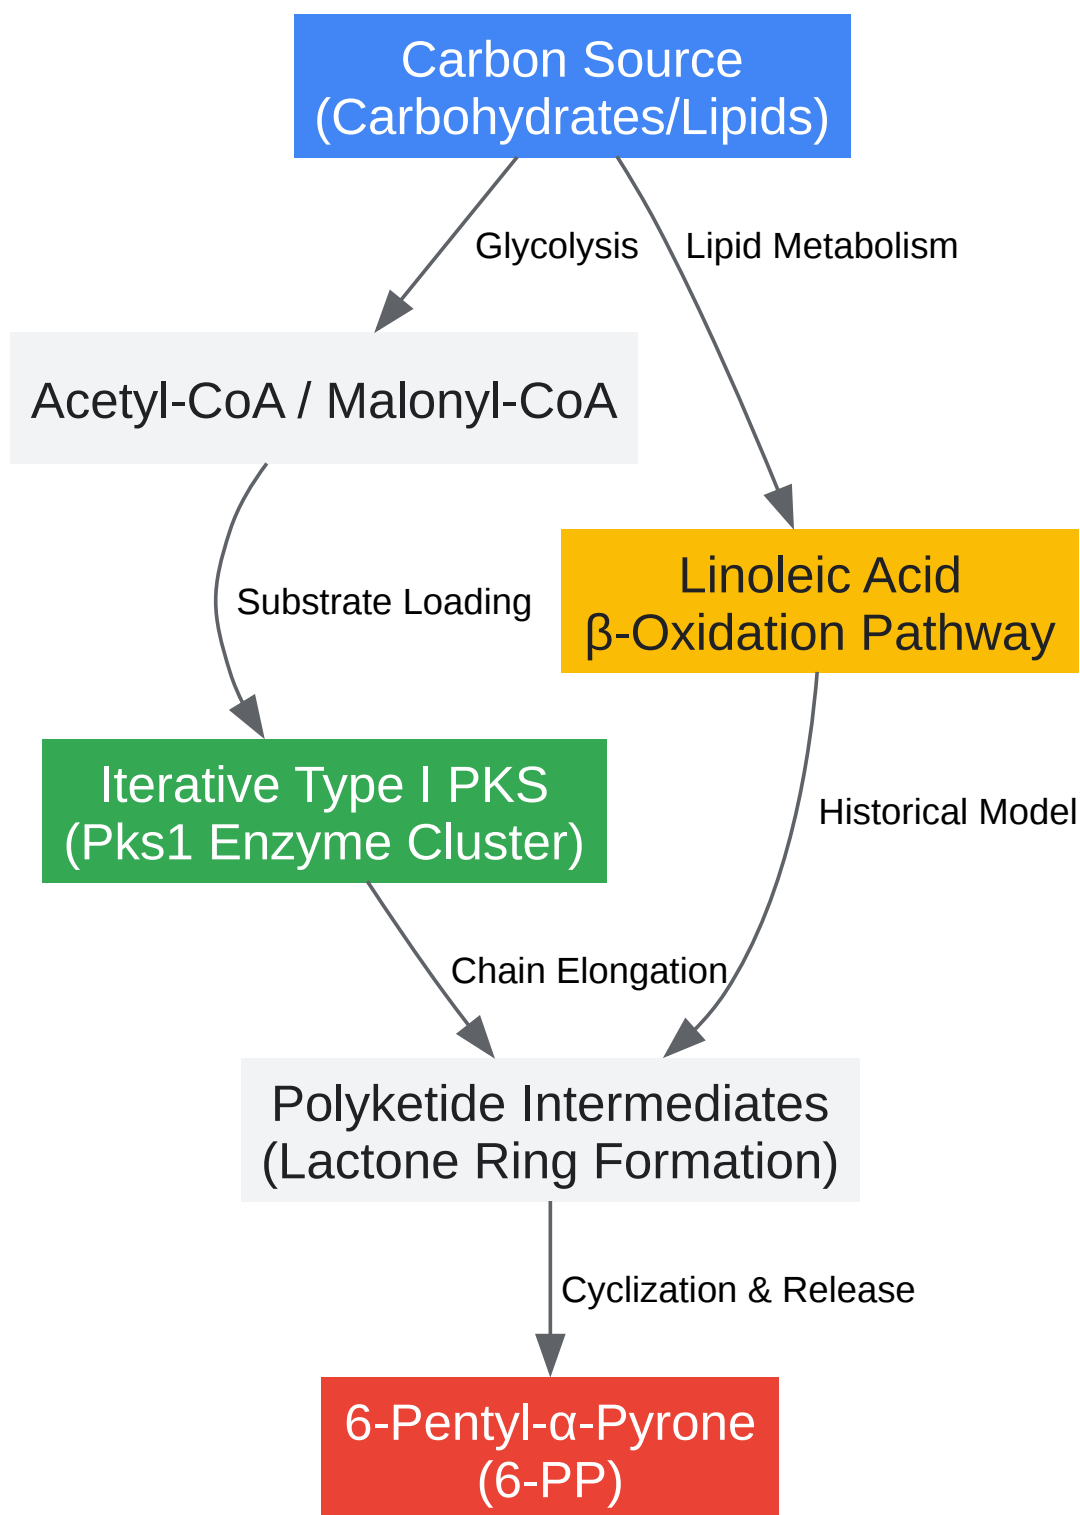 Carbon Source
(Carbohydrates/Lipids)
Glycolysis
Lipid Metabolism
Acetyl-CoA / Malonyl-CoA
Linoleic Acid
β-Oxidation Pathway
Substrate Loading
Iterative Type I PKS
(Pks1 Enzyme Cluster)
Historical Model
Chain Elongation
Polyketide Intermediates
(Lactone Ring Formation)
Cyclization & Release
6-Pentyl-α-Pyrone
(6-PP)